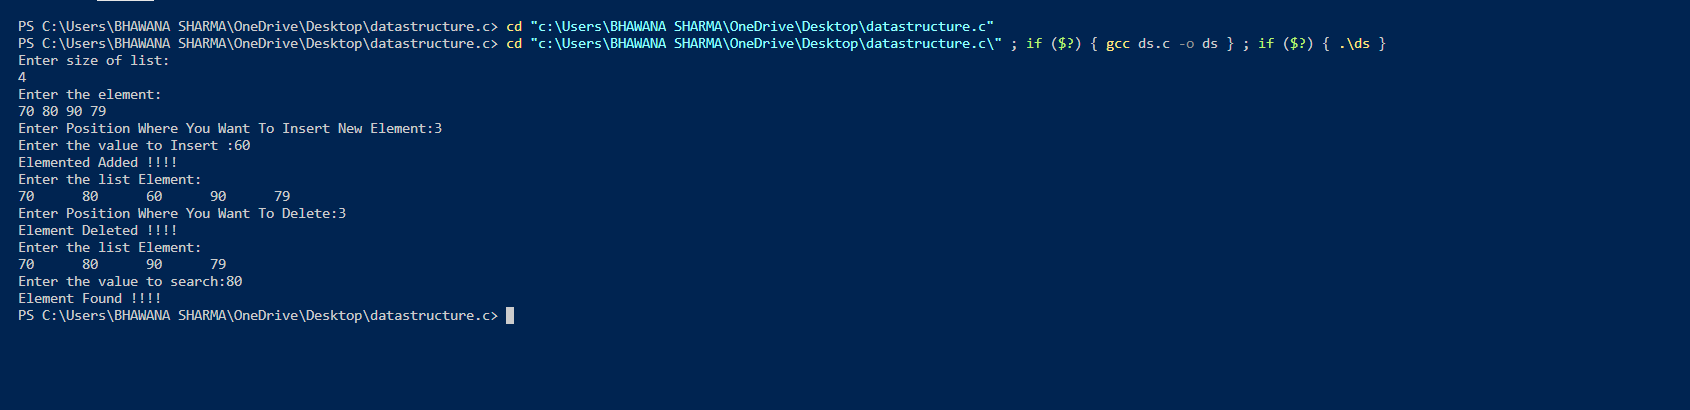 PS C:\Users\BHAWANA SHARMA\OneDrive\Desktop\datastructure.c> cd "c:\Users\BHAWANA SHARMA\OneDrive\Desktop\datastructure.c"
PS C:\Users\BHAWANA SHARMA\OneDrive\Desktop\datastructure.c> cd "c:\Users\BHAWANA SHARMA\OneDrive\Desktop\datastructure.c\" ; if ($?) { gcc ds.c -o ds } ; if ($?) { .\ds }
Enter size of list:
4
Enter the element:
70 80 90 79
Enter Position Where You Want To Insert New Element:3
Enter the value to Insert :60
Elemented Added !!!!
Enter the list Element:
70      80      60      90      79
Enter Position Where You Want To Delete:3
Element Deleted !!!!
Enter the list Element:
70      80      90      79
Enter the value to search:80
Element Found !!!!
PS C:\Users\BHAWANA SHARMA\OneDrive\Desktop\datastructure.c>